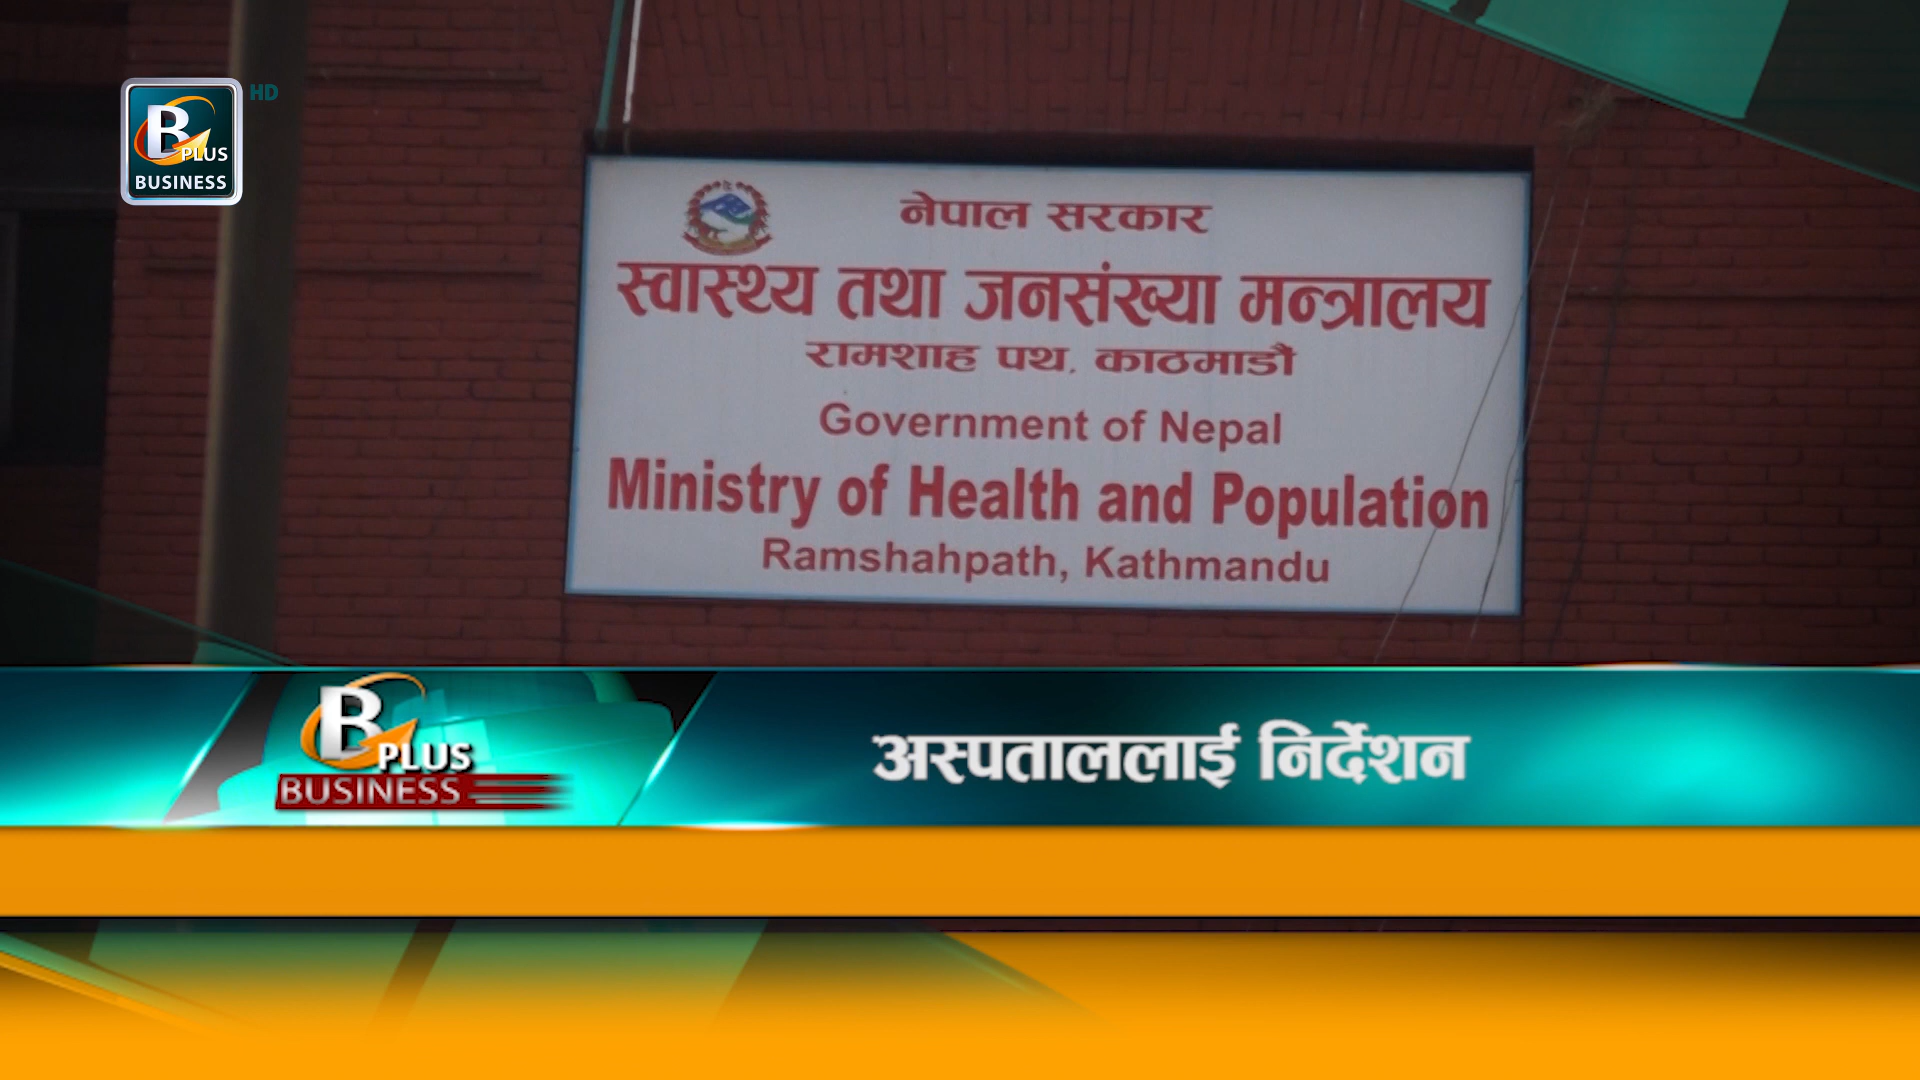 B PLUS
BUSINESS
HD
नेपाल सरकार
स्वास्थ्य तथा जनसंख्या मन्त्रालय
रामशाह पथ, काठमाडौं
Government of Nepal
Ministry of Health and Population
Ramshahpath, Kathmandu
B PLUS
BUSINESS
अस्पताललाई निर्देशन